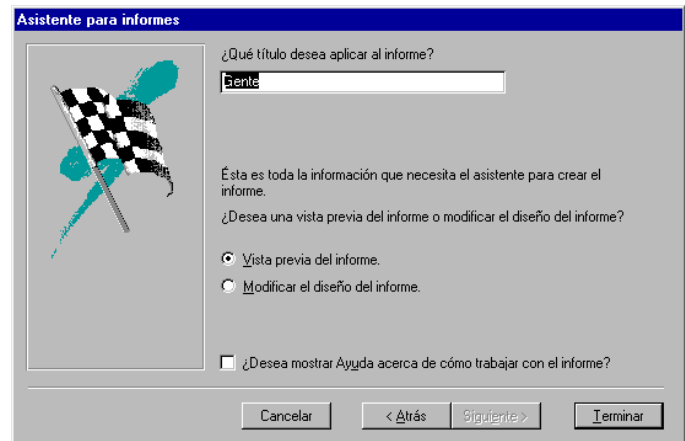 Asistente para informes
¿Qué título desea aplicar al informe?
Gente
Ésta es toda la información que necesita el asistente para crear el
informe.
¿Desea una vista previa del informe o modificar el diseño del informe?
Vista previa del informe.
Modificar el diseño del informe.
¿Desea mostrar Ayuda acerca de cómo trabajar con el informe?
Cancelar < Atrás Siguiente > Terminar